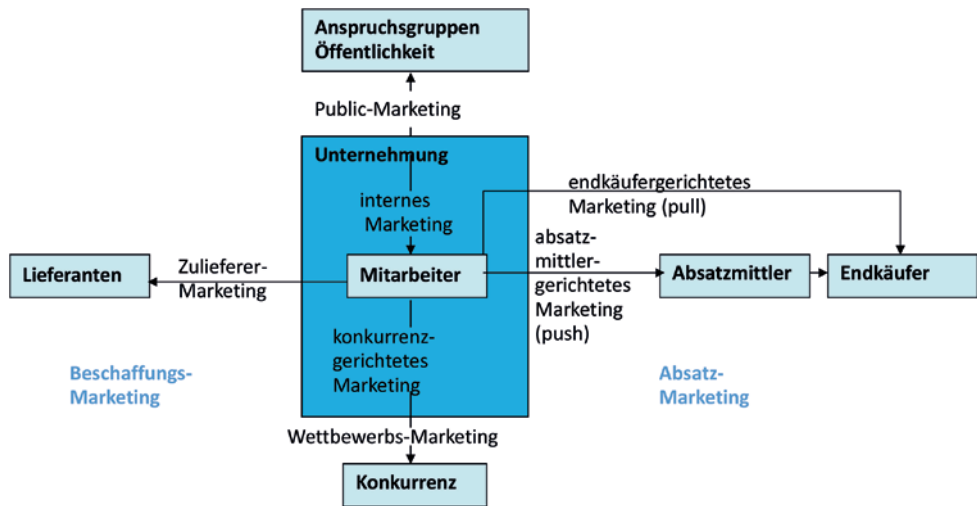 Anspruchsgruppen
Öffentlichkeit
Public-Marketing
Unternehmung
internes
Marketing
endkäufergerichtetes
Marketing (pull)
absatz-
mittler-
gerichtetes
Marketing
(push)
Lieferanten
Zulieferer-
Marketing
Mitarbeiter
Absatzmittler
Endkäufer
konkurrenz-
gerichtetes
Marketing
Beschaffungs-
Marketing
Absatz-
Marketing
Wettbewerbs-Marketing
Konkurrenz